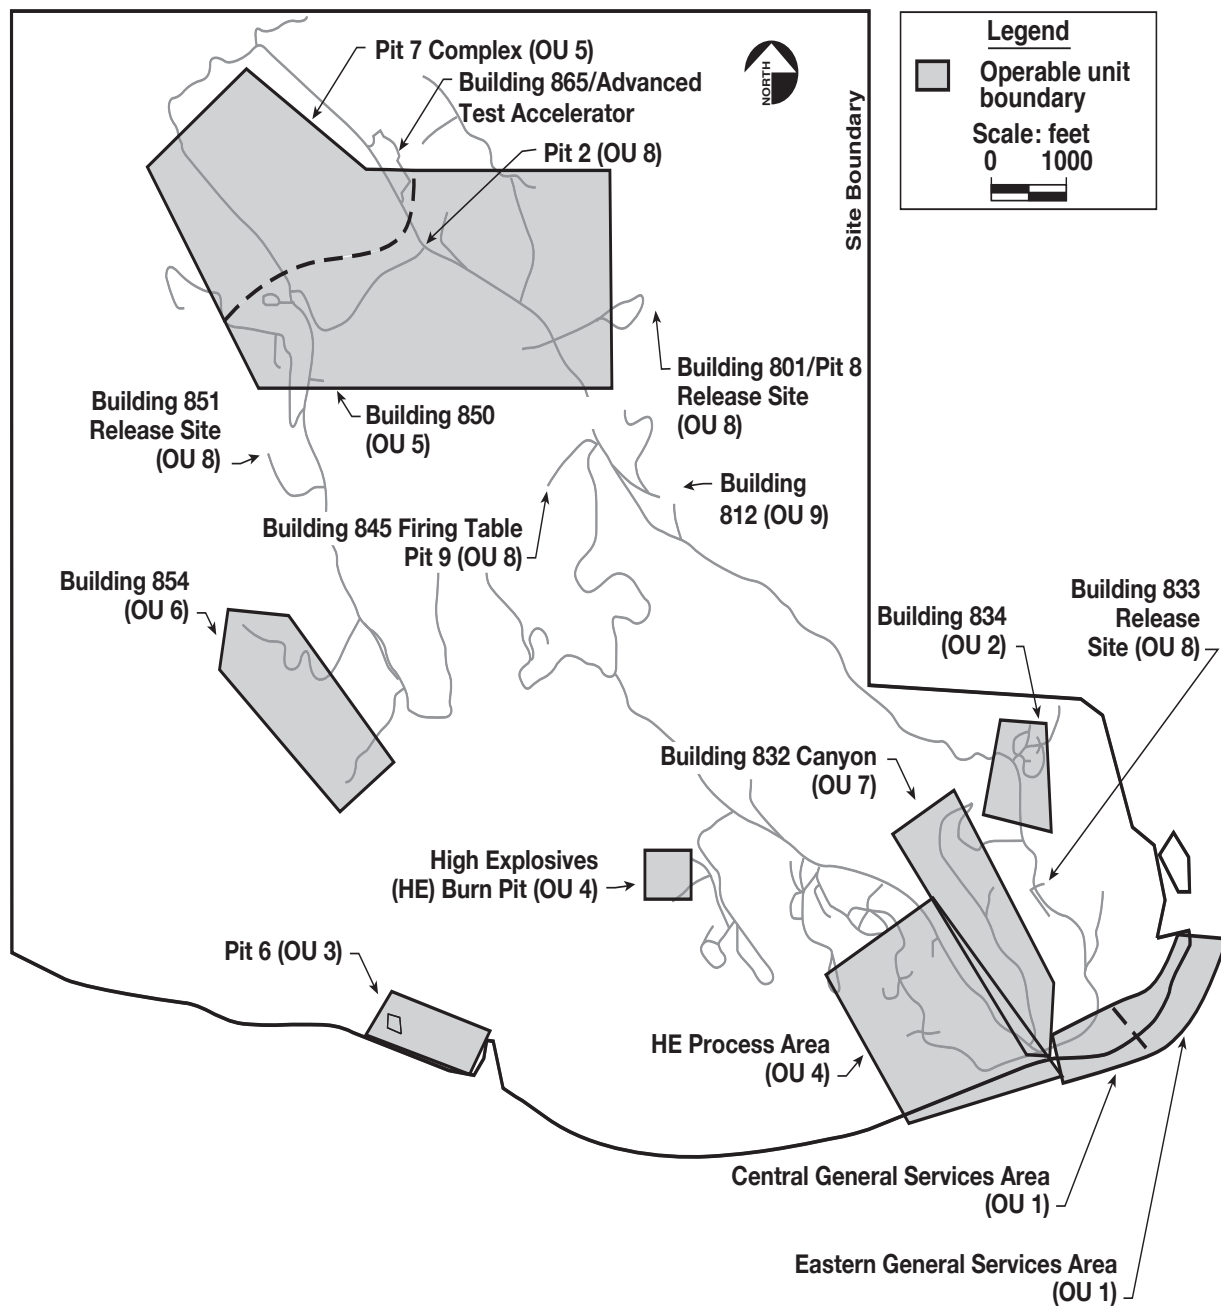 Legend
Operable unit
boundary
Scale: feet
0 1000
NORTH
Site Boundary
Pit 7 Complex (OU 5)
Building 865/Advanced
Test Accelerator
Pit 2 (OU 8)
Building 801/Pit 8
Release Site
(OU 8)
Building 851
Release Site
(OU 8)
Building 850
(OU 5)
Building
812 (OU 9)
Building 845 Firing Table
Pit 9 (OU 8)
Building 854
(OU 6)
Building 833
Release
Site (OU 8)
Building 834
(OU 2)
Building 832 Canyon
(OU 7)
High Explosives
(HE) Burn Pit (OU 4)
Pit 6 (OU 3)
HE Process Area
(OU 4)
Central General Services Area
(OU 1)
Eastern General Services Area
(OU 1)